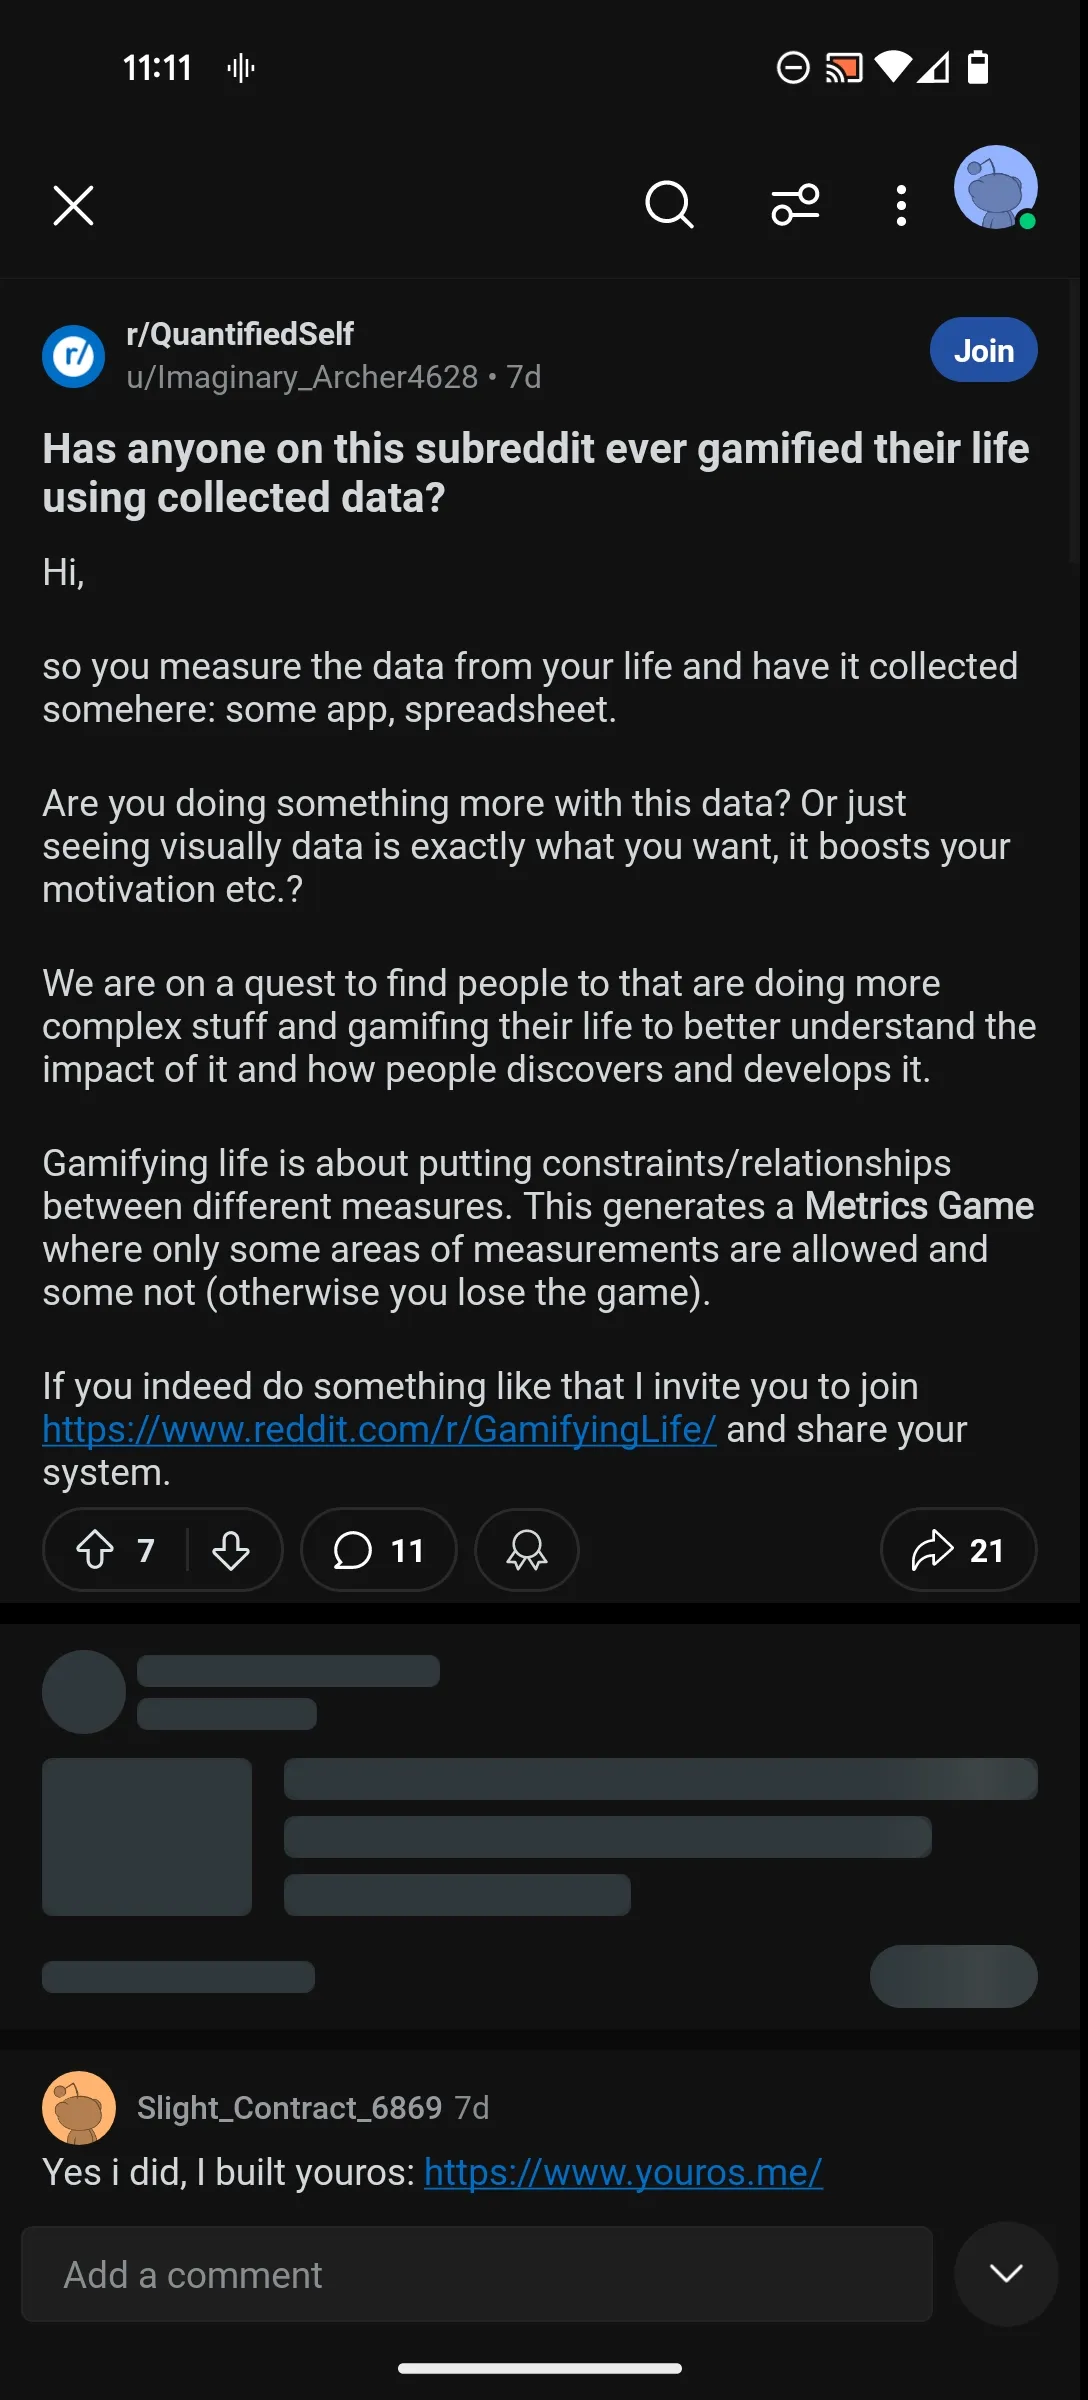 11:11
r/QuantifiedSelf
u/Imaginary_Archer4628 • 7d
Join
Has anyone on this subreddit ever gamified their life
using collected data?
Hi,
so you measure the data from your life and have it collected
somehere: some app, spreadsheet.
Are you doing something more with this data? Or just
seeing visually data is exactly what you want, it boosts your
motivation etc.?
We are on a quest to find people to that are doing more
complex stuff and gamifing their life to better understand the
impact of it and how people discovers and develops it.
Gamifying life is about putting constraints/relationships
between different measures. This generates a Metrics Game
where only some areas of measurements are allowed and
some not (otherwise you lose the game).
If you indeed do something like that I invite you to join
https://www.reddit.com/r/GamifyingLife/ and share your
system.
7
11
21
Slight_Contract_6869 7d
Yes i did, I built youros: https://www.youros.me/
Add a comment